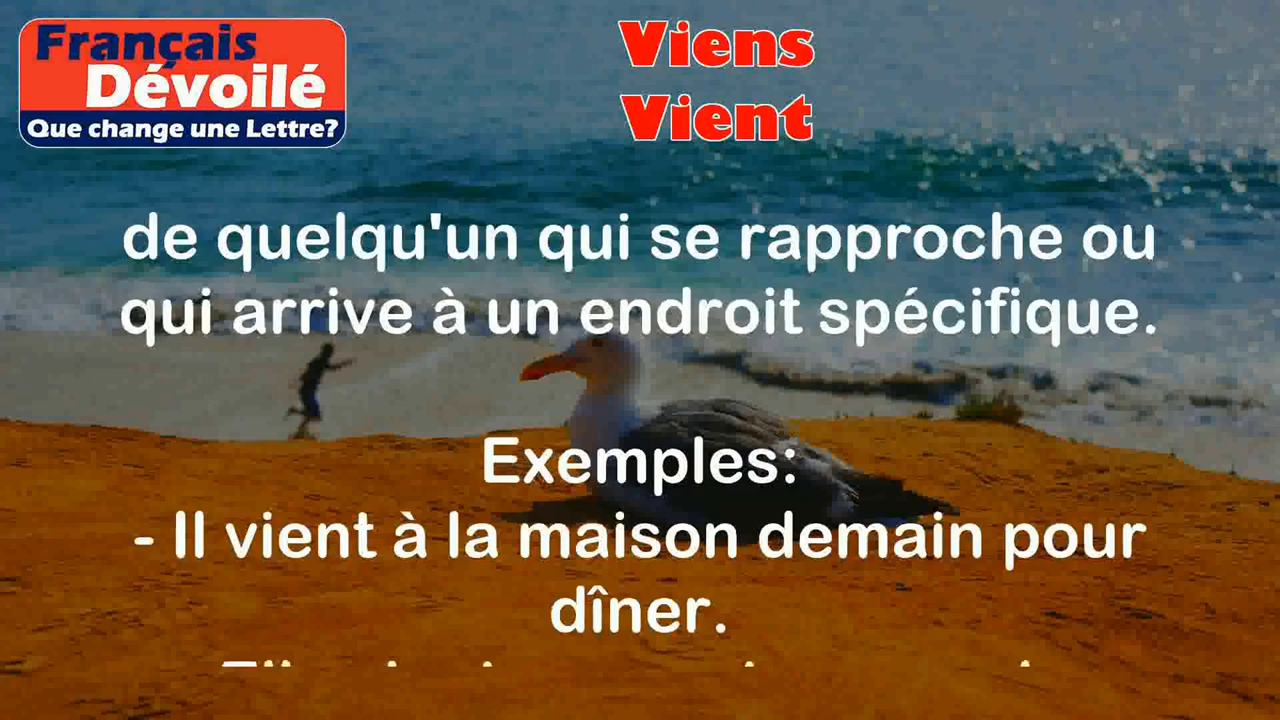 Français
Dévoilé
Que change une Lettre?
Viens
Vient
de quelqu'un qui se rapproche ou
qui arrive à un endroit spécifique.
Exemples:
- Il vient à la maison demain pour
dîner.